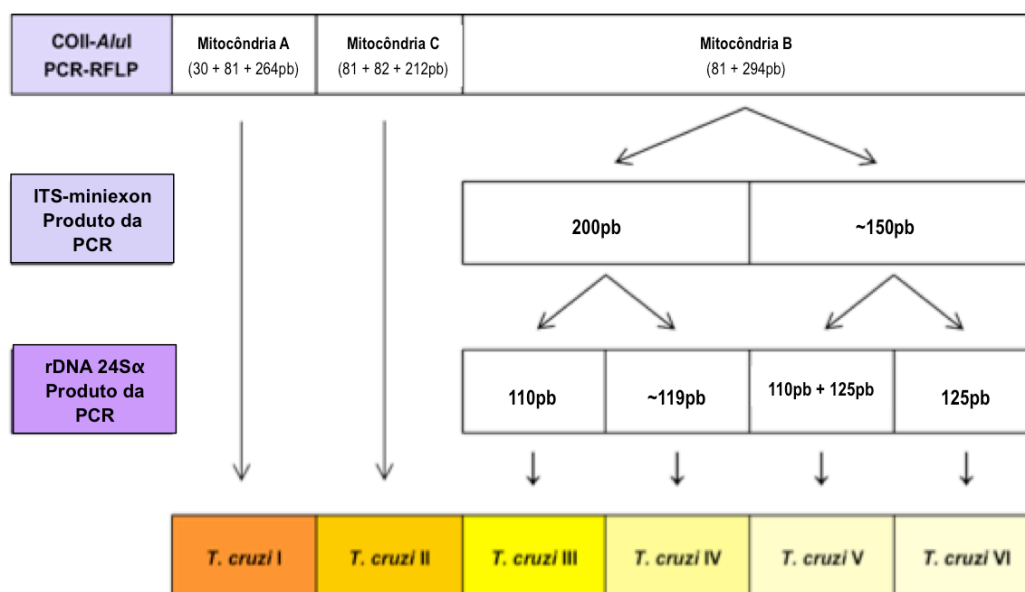 COII-AluI
PCR-RFLP
Mitocôndria A
(30 + 81 + 264pb)
Mitocôndria C
(81 + 82 + 212pb)
Mitocôndria B
(81 + 294pb)
ITS-miniexon
Produto da
PCR
200pb
~150pb
rDNA 24Sα
Produto da
PCR
110pb
~119pb
110pb + 125pb
125pb
T. cruzi I
T. cruzi II
T. cruzi III
T. cruzi IV
T. cruzi V
T. cruzi VI